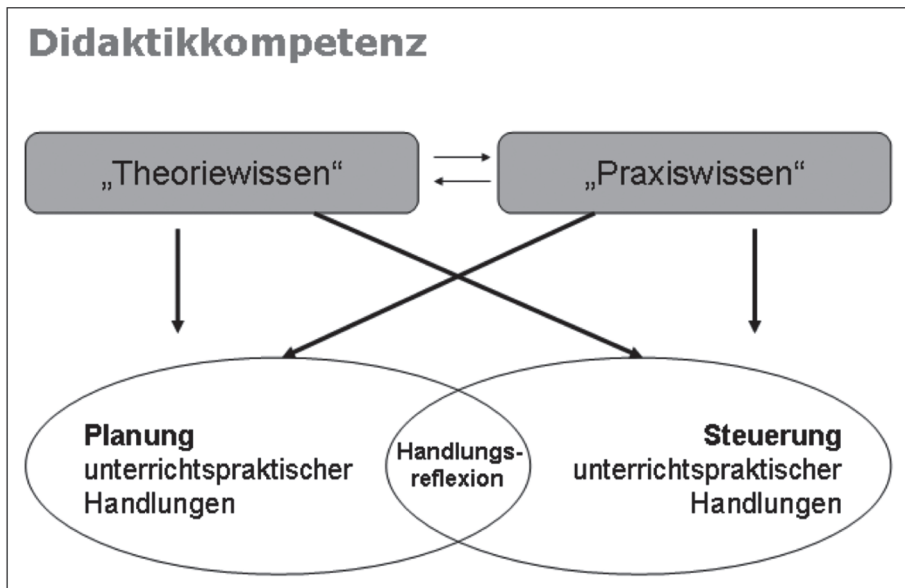 Didaktikkompetenz
„Theoriewissen“
„Praxiswissen“
Planung
unterrichtspraktischer
Handlungen
Handlungs-
reflexion
Steuerung
unterrichtspraktischer
Handlungen